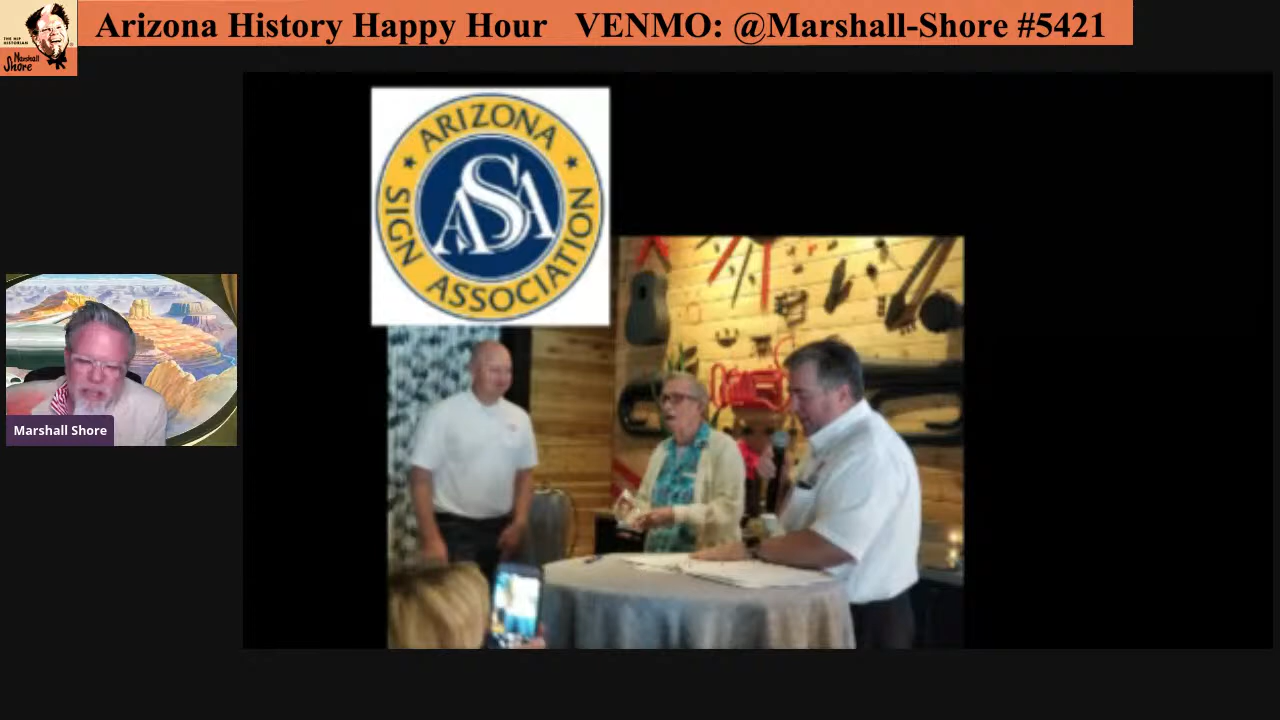 Arizona History Happy Hour VENMO: @Marshall-Shore #5421
THE HIP
HISTORIAN
Marshall
Shore
ARIZONA
SIGN ASSOCIATION
ASA
Marshall Shore